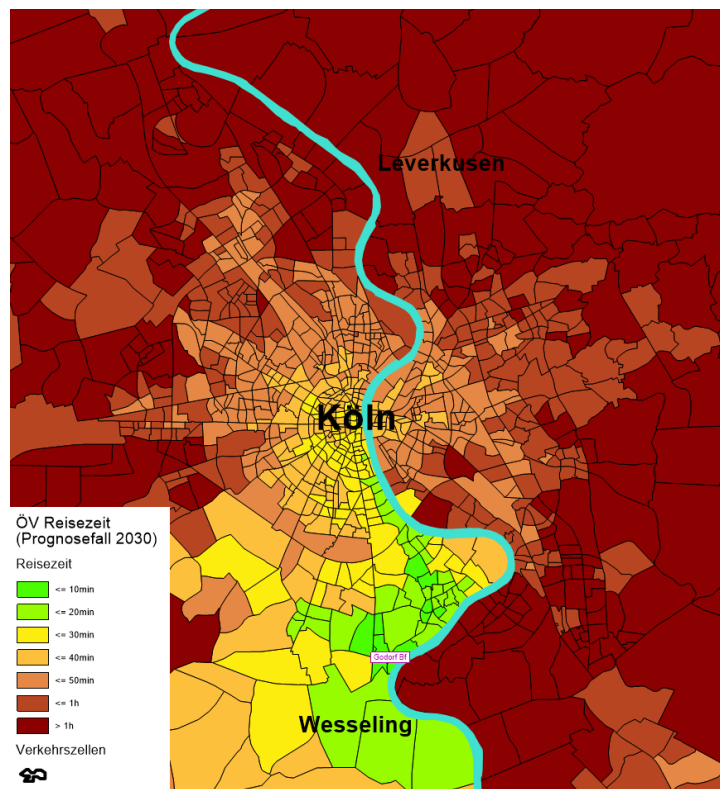 Leverkusen
Köln
ÖV Reisezeit
(Prognosefall 2030)
Reisezeit
<= 10min
<= 20min
<= 30min
<= 40min
<= 50min
<= 1h
> 1h
Verkehrszellen
Godorf Bf
Wesseling